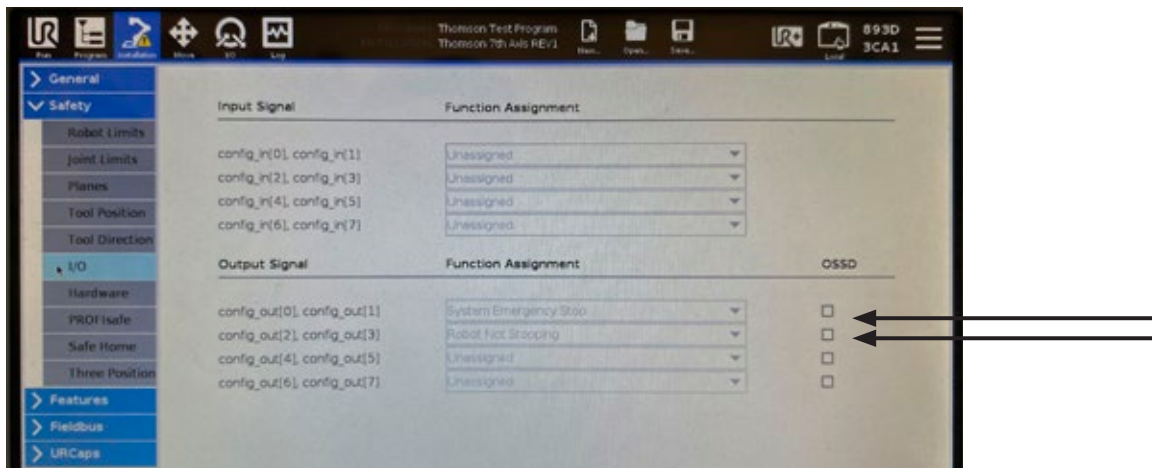 UR Thomson Test Program 893D
Thomson 7th Axis REV1 3CA1
Run Program Installation Move I/O Log New... Open... Save... UR+ Local
General
Safety
Robot Limits
Joint Limits
Planes
Tool Position
Tool Direction
I/O
Hardware
PROFIsafe
Safe Home
Three Position
Features
Fieldbus
URCaps
Input Signal Function Assignment
config_in[0], config_in[1] Unassigned
config_in[2], config_in[3] Unassigned
config_in[4], config_in[5] Unassigned
config_in[6], config_in[7] Unassigned
Output Signal Function Assignment OSSD
config_out[0], config_out[1] System Emergency Stop
config_out[2], config_out[3] Robot Not Stopping
config_out[4], config_out[5] Unassigned
config_out[6], config_out[7] Unassigned